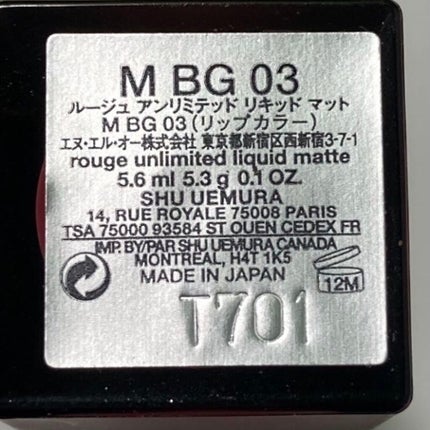 M BG 03
ルージュ アンリミテッド リキッド マット
M BG 03(リップカラー)
エヌ・エル・オー株式会社 東京都新宿区西新宿3-7-1
rouge unlimited liquid matte
5.6 ml 5.3 g 0.1 OZ.
SHU UEMURA
14, RUE ROYALE 75008 PARIS
TSA 75000 93584 ST OUEN CEDEX FR
IMP. BY/PAR SHU UEMURA CANADA
MONTREAL, H4T 1K5
MADE IN JAPAN
12M
T701